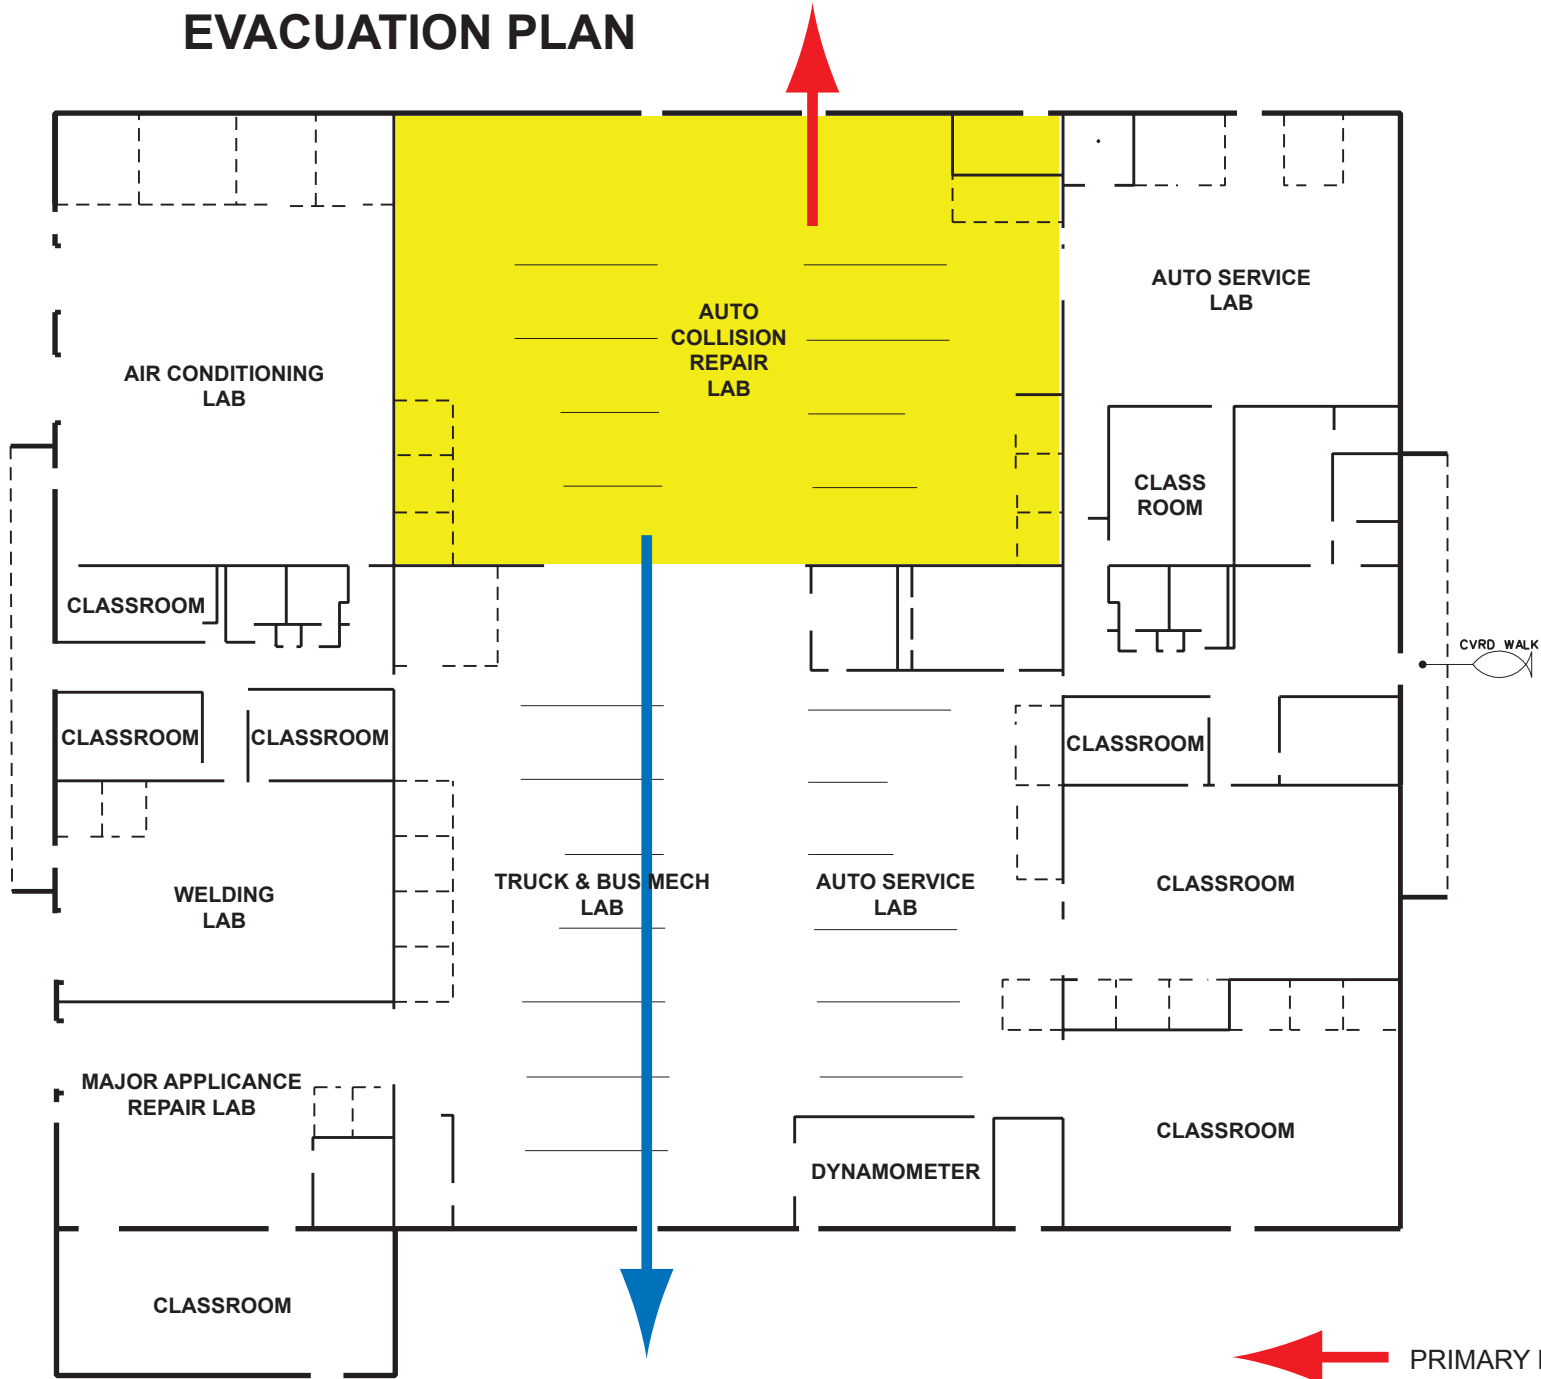 EVACUATION PLAN
AUTO SERVICE
LAB
AUTO
COLLISION
REPAIR
LAB
AIR CONDITIONING
LAB
CLASS
ROOM
CLASSROOM
CVRD WALK
CLASSROOM
CLASSROOM
CLASSROOM
TRUCK & BUS MECH
LAB
AUTO SERVICE
LAB
CLASSROOM
WELDING
LAB
MAJOR APPLICANCE
REPAIR LAB
CLASSROOM
DYNAMOMETER
CLASSROOM
PRIMARY